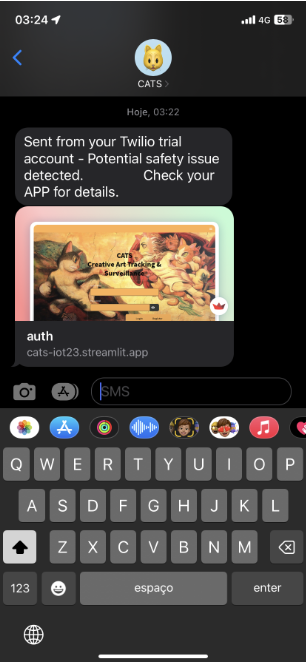 03:24
4G 58
CATS
Hoje, 03:22
Sent from your Twilio trial
account - Potential safety issue
detected. Check your
APP for details.
CATS
Creative Art Tracking &
Surveillance
auth
cats-iot23.streamlit.app
SMS
Q W E R T Y U I O P
A S D F G H J K L
Z X C V B N M
123 espaço enter